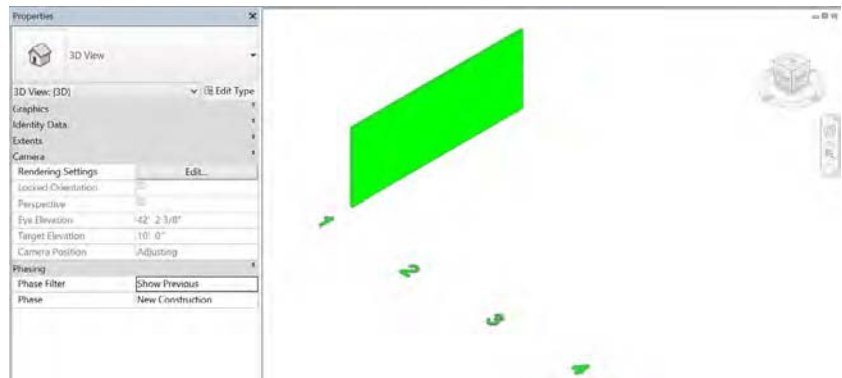 Properties
3D View
3D View: {3D}
Edit Type
Graphics
Identity Data
Extents
Camera
Rendering Settings Edit...
Locked Orientation
Perspective
Eye Elevation 42' 2 3/8"
Target Elevation 10' 0"
Camera Position Adjusting
Phasing
Phase Filter Show Previous
Phase New Construction
1
2
3
4